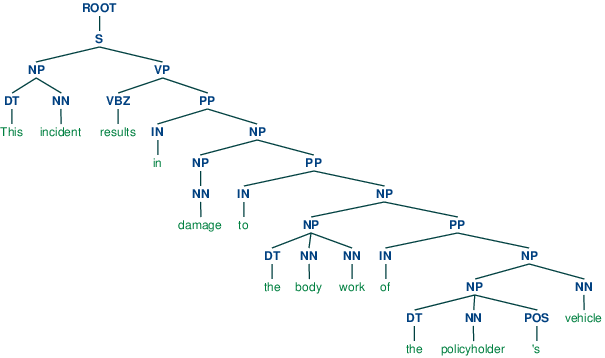 ROOT
S
NP VP
DT NN VBZ PP
This incident results IN NP
in NP PP
NN IN NP
damage to NP PP
DT NN NN IN NP
the body work of NP NN
DT NN POS vehicle
the policyholder 's